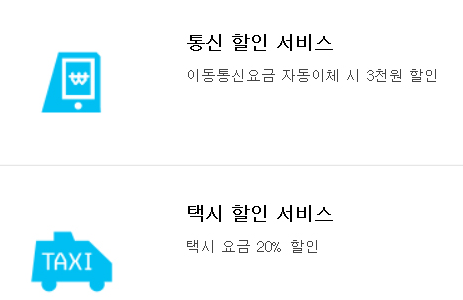 통신 할인 서비스
이동통신요금 자동이체 시 3천원 할인
택시 할인 서비스
TAXI
택시 요금 20% 할인